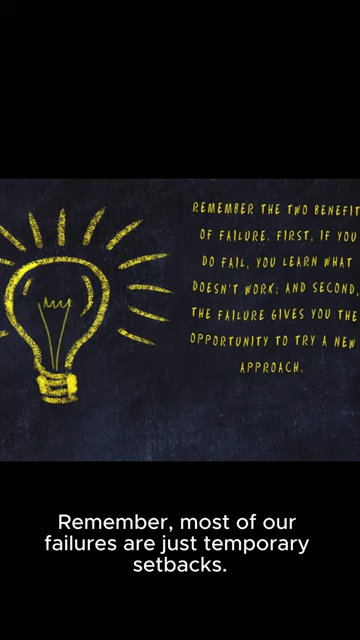 REMEMBER THE TWO BENEFIT
OF FAILURE. FIRST, IF YOU
DO FAIL, YOU LEARN WHAT
DOESN'T WORK; AND SECOND,
THE FAILURE GIVES YOU THE
OPPORTUNITY TO TRY A NEW
APPROACH.
Remember, most of our
failures are just temporary
setbacks.